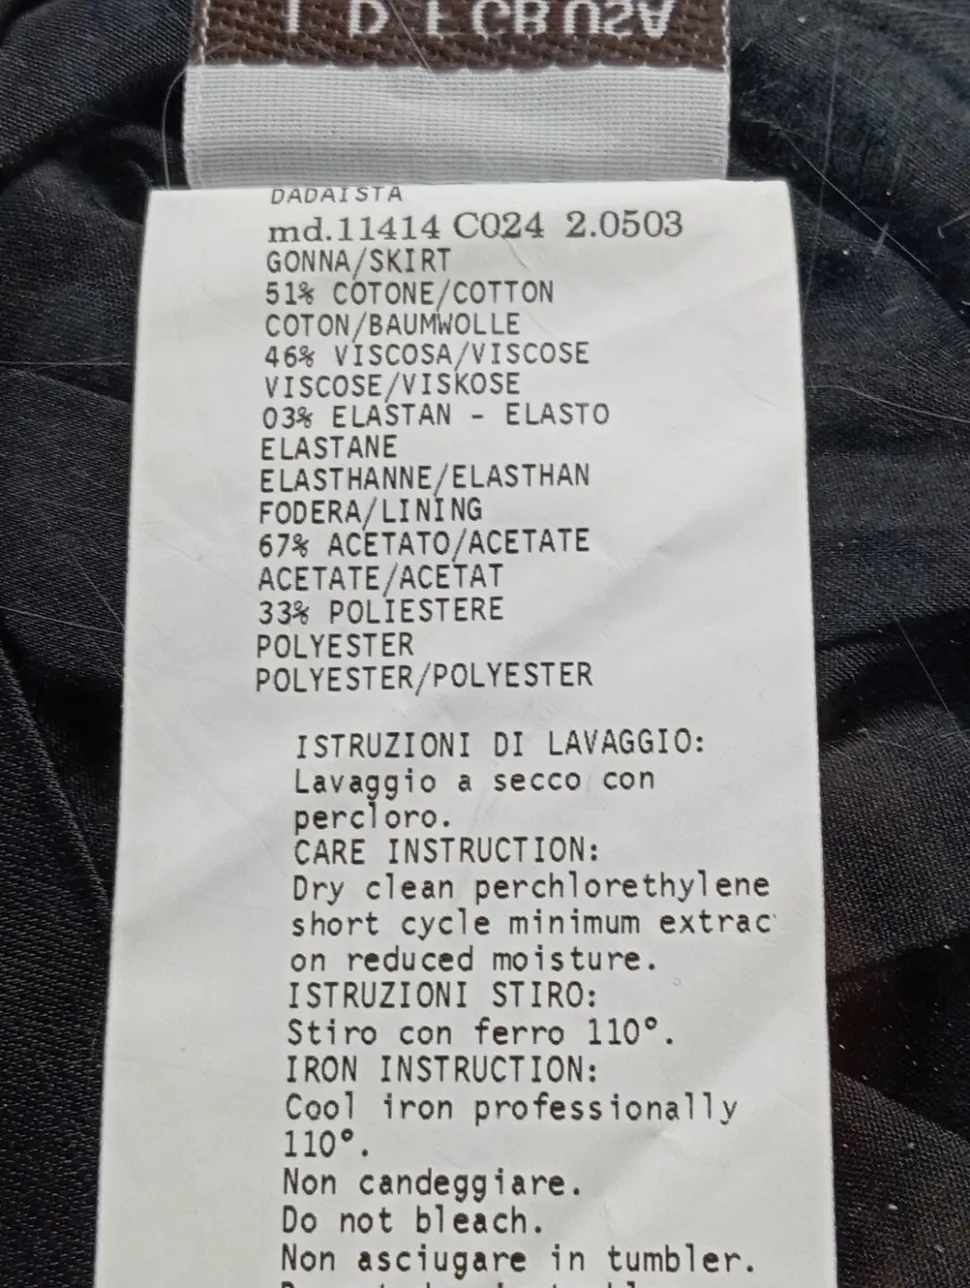 I D F GB USA
DADAISTA
md.11414 C024 2.0503
GONNA/SKIRT
51% COTONE/COTTON
COTON/BAUMWOLLE
46% VISCOSA/VISCOSE
VISCOSE/VISKOSE
03% ELASTAN - ELASTO
ELASTANE
ELASTHANNE/ELASTHAN
FODERA/LINING
67% ACETATO/ACETATE
ACETATE/ACETAT
33% POLIESTERE
POLYESTER
POLYESTER/POLYESTER
ISTRUZIONI DI LAVAGGIO:
Lavaggio a secco con
percloro.
CARE INSTRUCTION:
Dry clean perchlorethylene
short cycle minimum extrac
on reduced moisture.
ISTRUZIONI STIRO:
Stiro con ferro 110°.
IRON INSTRUCTION:
Cool iron professionally
110°.
Non candeggiare.
Do not bleach.
Non asciugare in tumbler.